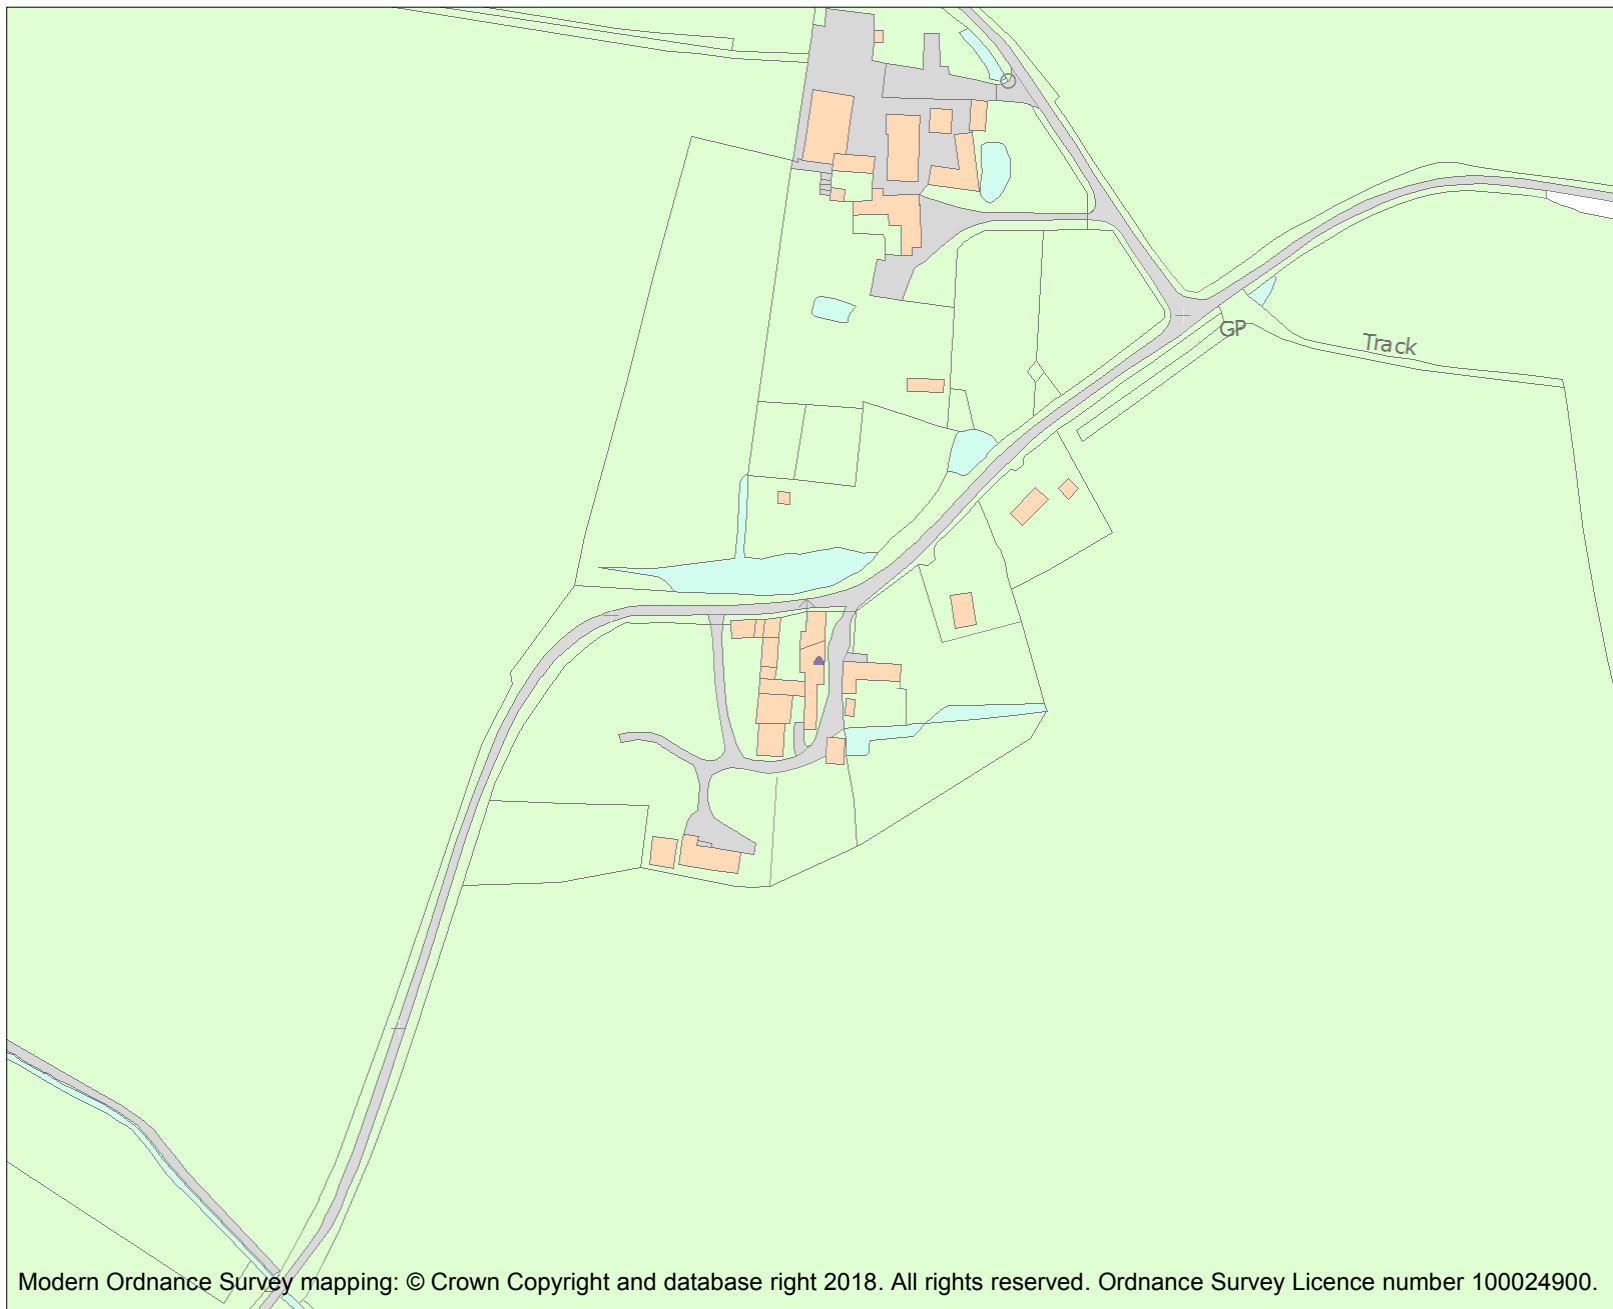 GP
Track
Modern Ordnance Survey mapping: © Crown Copyright and database right 2018. All rights reserved. Ordnance Survey Licence number 100024900.